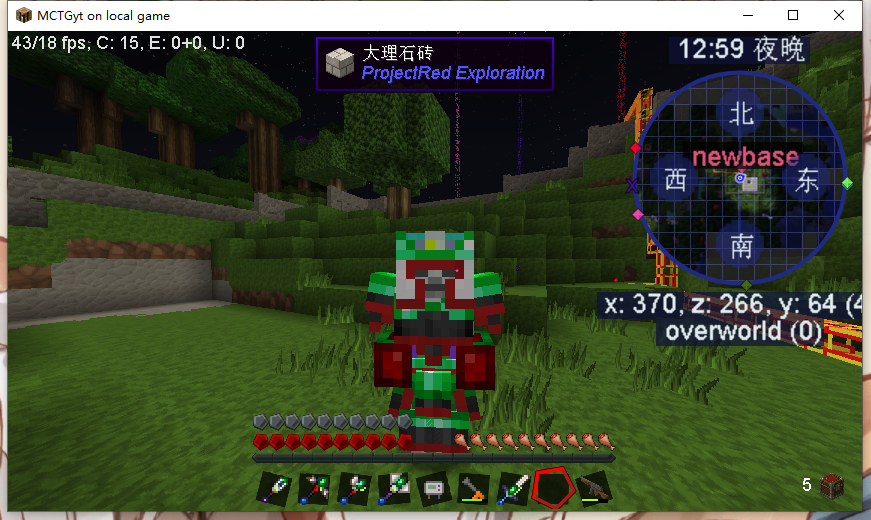 MCTGyt on local game
43/18 fps, C: 15, E: 0+0, U: 0
大理石砖
ProjectRed Exploration
12:59 夜晚
北
newbase
西
东
南
x: 370, z: 266, y: 64 (4
overworld (0)
5